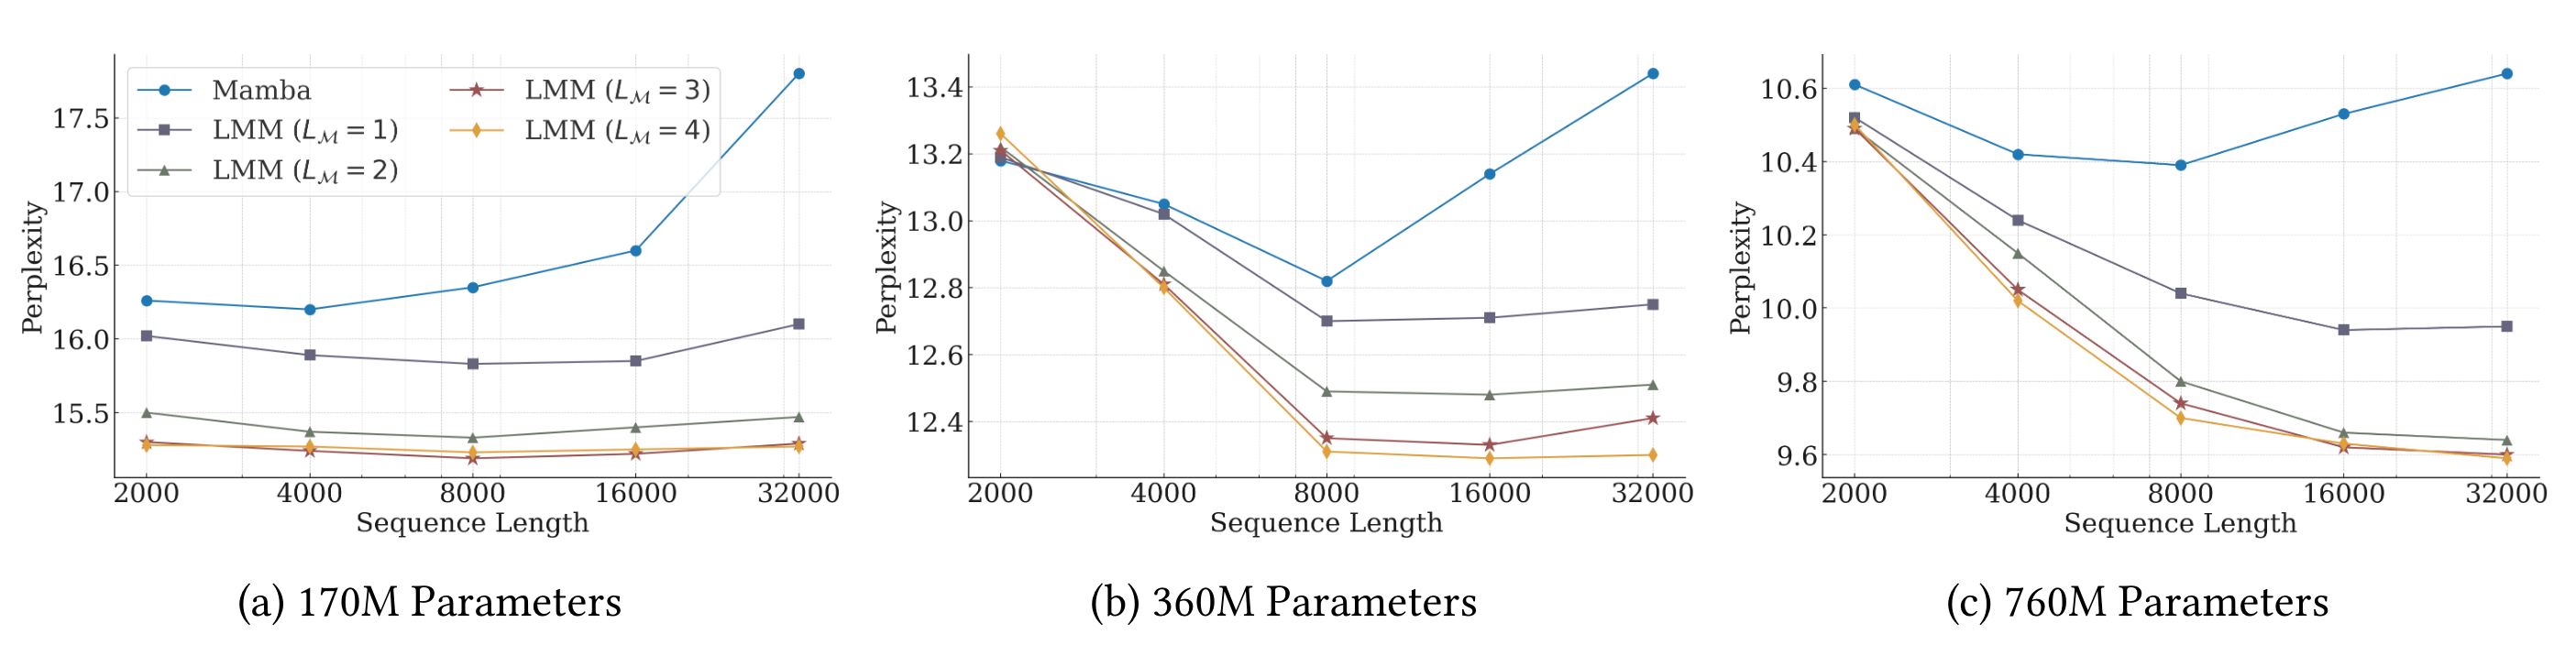 Mamba
LMM (L_ℳ = 1)
LMM (L_ℳ = 2)
LMM (L_ℳ = 3)
LMM (L_ℳ = 4)
Perplexity
17.5
17.0
16.5
16.0
15.5
2000 4000 8000 16000 32000
Sequence Length
(a) 170M Parameters
Perplexity
13.4
13.2
13.0
12.8
12.6
12.4
2000 4000 8000 16000 32000
Sequence Length
(b) 360M Parameters
Perplexity
10.6
10.4
10.2
10.0
9.8
9.6
2000 4000 8000 16000 32000
Sequence Length
(c) 760M Parameters